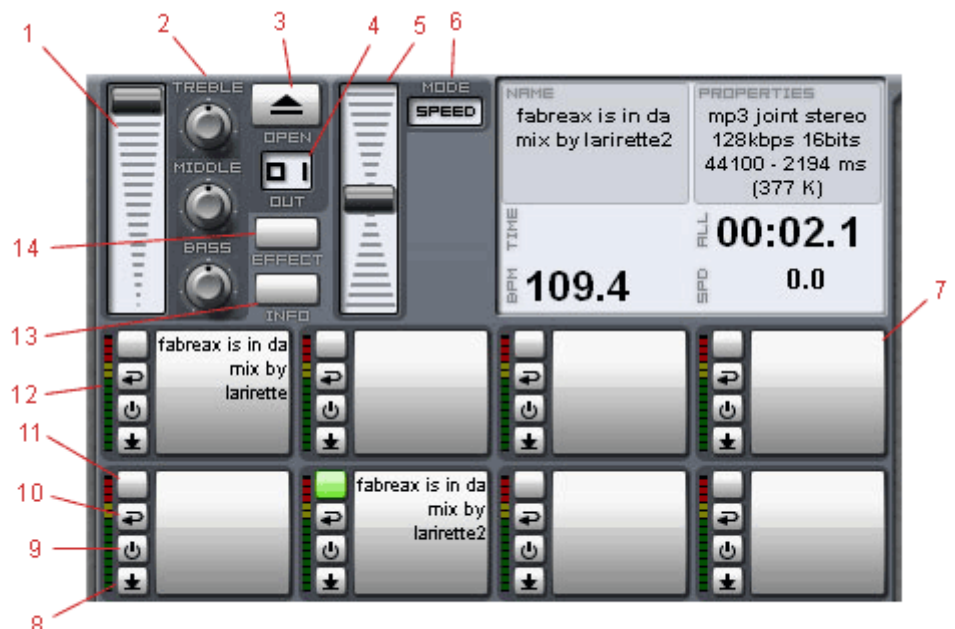 1
2
3
4
5
6
TREBLE
MIDDLE
BASS
OPEN
01
OUT
EFFECT
INFO
MODE
SPEED
NAME
fabreax is in da
mix by larirette2
PROPERTIES
mp3 joint stereo
128kbps 16bits
44100 - 2194 ms
(377 K)
TIME
ALL 00:02.1
BPM 109.4
SPD 0.0
14
13
7
12
fabreax is in da
mix by
larirette
11
10
9
8
fabreax is in da
mix by
larirette2